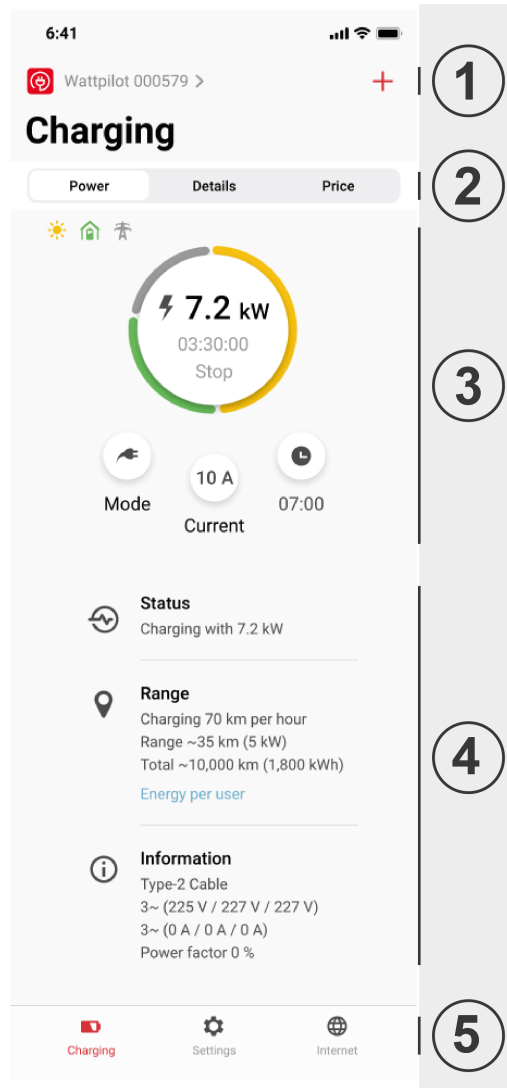 6:41
Wattpilot 000579 >
1
Charging
Power Details Price
2
7.2 kW
03:30:00
Stop
3
10 A
Mode
07:00
Current
Status
Charging with 7.2 kW
Range
Charging 70 km per hour
Range ~35 km (5 kW)
Total ~10,000 km (1,800 kWh)
4
Energy per user
Information
Type-2 Cable
3~ (225 V / 227 V / 227 V)
3~ (0 A / 0 A / 0 A)
Power factor 0 %
Charging Settings Internet
5